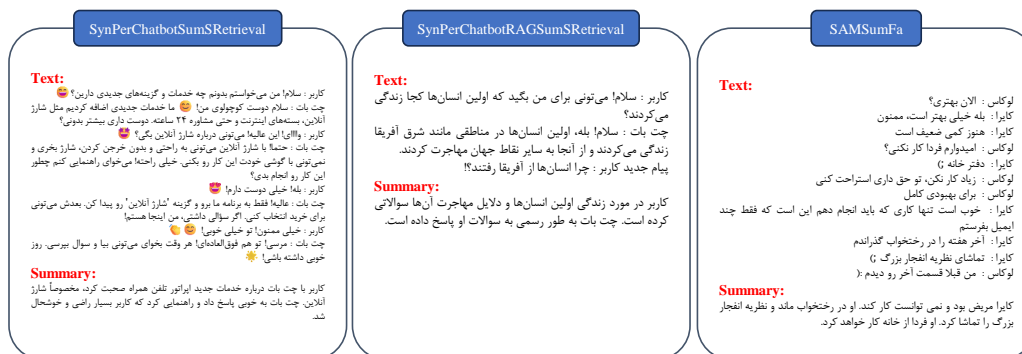 SynPerChatbotSumSRetrieval
Text:
کاربر : سلام! من می‌خواستم بدونم چه خدمات و گزینه‌های جدیدی دارین؟ 😄
چت بات : سلام دوست کوچولوی من! 😊 ما خدمات جدیدی اضافه کردیم مثل شارژ
آنلاین، بسته‌های اینترنت و حتی مشاوره ۲۴ ساعته. دوست داری بیشتر بدونی؟
کاربر : وااای! این عالیه! می‌تونی درباره شارژ آنلاین بگی؟ 🤩
چت بات : حتما! با شارژ آنلاین می‌تونی به راحتی و بدون خرجن کردن، شارژ بخری و
نمی‌تونی با گوشی خودت این کار رو بکنی. خیلی راحته! می‌خوای راهنمایی کنم چطور
این کار رو انجام بدی؟
کاربر : بله! خیلی دوست دارم! 😍
چت بات : عالیه! فقط به برنامه ما برو و گزینه "شارژ آنلاین" رو پیدا کن. بعدش می‌تونی
برای خرید انتخاب کنی. اگر سؤالی داشتی، من اینجا هستم!
کاربر : خیلی ممنون! تو خیلی خوبی! 😊 👏
چت بات : مرسی! تو هم فوق‌العاده‌ای! هر وقت بخوای می‌تونی بیا و سوال بپرسی. روز
خوبی داشته باشی! 🌟
Summary:
کاربر با چت بات درباره خدمات جدید اپراتور تلفن همراه صحبت کرد، مخصوصاً شارژ
آنلاین. چت بات به خوبی پاسخ داد و راهنمایی کرد که کاربر بسیار راضی و خوشحال
شد.
SynPerChatbotRAGSumSRetrieval
Text:
کاربر : سلام! می‌تونی برای من بگید که اولین انسان‌ها کجا زندگی
می‌کردند؟
چت بات : سلام! بله، اولین انسان‌ها در مناطقی مانند شرق آفریقا
زندگی می‌کردند و از آنجا به سایر نقاط جهان مهاجرت کردند.
پیام جدید کاربر : چرا انسان‌ها از آفریقا رفتند؟!
Summary:
کاربر در مورد زندگی اولین انسان‌ها و دلایل مهاجرت آن‌ها سوالاتی
کرده است. چت بات به طور رسمی به سوالات او پاسخ داده است.
SAMSumFa
Text:
لوکاس : الان بهتری؟
کایرا : بله خیلی بهتر است، ممنون
کایرا : هنوز کمی ضعیف است
لوکاس : امیدوارم فردا کار نکنی؟
کایرا : دفتر خانه ;)
لوکاس : زیاد کار نکن، تو حق داری استراحت کنی
لوکاس : برای بهبودی کامل
کایرا : خوب است تنها کاری که باید انجام دهم این است که فقط چند
ایمیل بفرستم
کایرا : آخر هفته را در رختخواب گذراندم
کایرا : تماشای نظریه انفجار بزرگ ;)
لوکاس : من قبلا قسمت آخر رو دیدم :(
Summary:
کایرا مریض بود و نمی توانست کار کند. او در رختخواب ماند و نظریه انفجار
بزرگ را تماشا کرد. او فردا از خانه کار خواهد کرد.